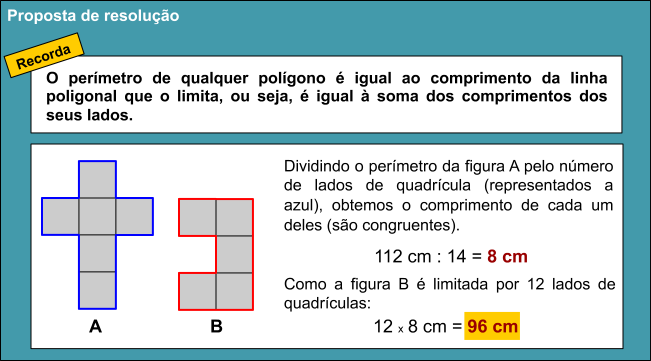 Proposta de resolução
Recorda
O perímetro de qualquer polígono é igual ao comprimento da linha
poligonal que o limita, ou seja, é igual à soma dos comprimentos dos
seus lados.
Dividindo o perímetro da figura A pelo número
de lados de quadrícula (representados a
azul), obtemos o comprimento de cada um
deles (são congruentes).
112 cm : 14 = 8 cm
Como a figura B é limitada por 12 lados de
quadrículas:
12 x 8 cm = 96 cm
A
B